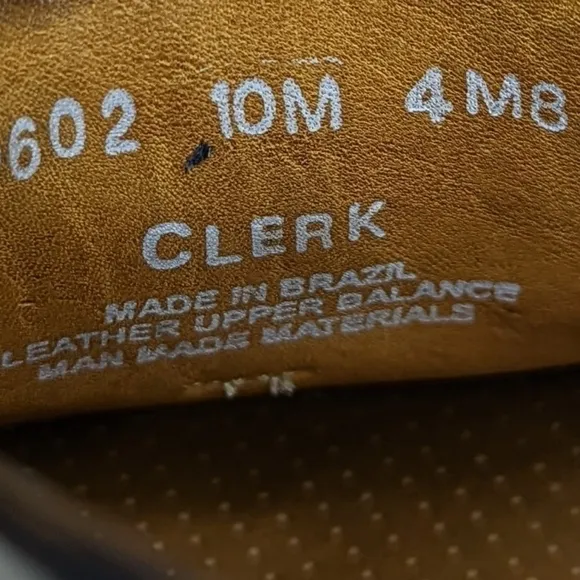 602 10M 4M8
CLERK
MADE IN BRAZIL
LEATHER UPPER BALANCE
MAN MADE MATERIALS